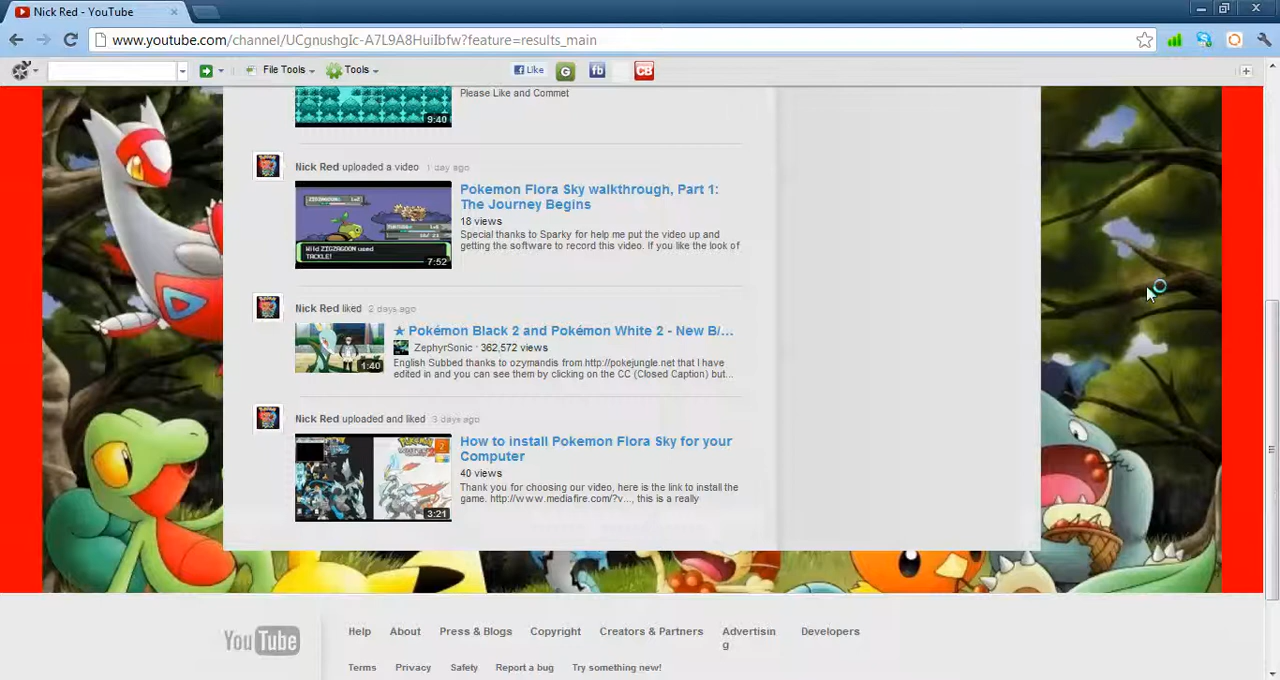 Nick Red - YouTube
www.youtube.com/channel/UCgnushgIc-A7L9A8HuiIbfw?feature=results_main
File Tools
Tools
Like
G
fb
CB
Please Like and Commet
9:40
Nick Red uploaded a video 1 day ago
Pokemon Flora Sky walkthrough, Part 1:
The Journey Begins
18 views
Special thanks to Sparky for help me put the video up and
getting the software to record this video. If you like the look of
Wild ZIGZAGOON used
TACKLE!
7:52
Nick Red liked 2 days ago
★ Pokémon Black 2 and Pokémon White 2 - New B/...
ZephyrSonic · 362,572 views
English Subbed thanks to ozymandis from http://pokejungle.net that I have
edited in and you can see them by clicking on the CC (Closed Caption) but...
1:40
Nick Red uploaded and liked 3 days ago
How to install Pokemon Flora Sky for your
Computer
40 views
Thank you for choosing our video, here is the link to install the
game. http://www.mediafire.com/?v..., this is a really
3:21
YouTube
Help About Press & Blogs Copyright Creators & Partners Advertisin
g
Developers
Terms Privacy Safety Report a bug Try something new!